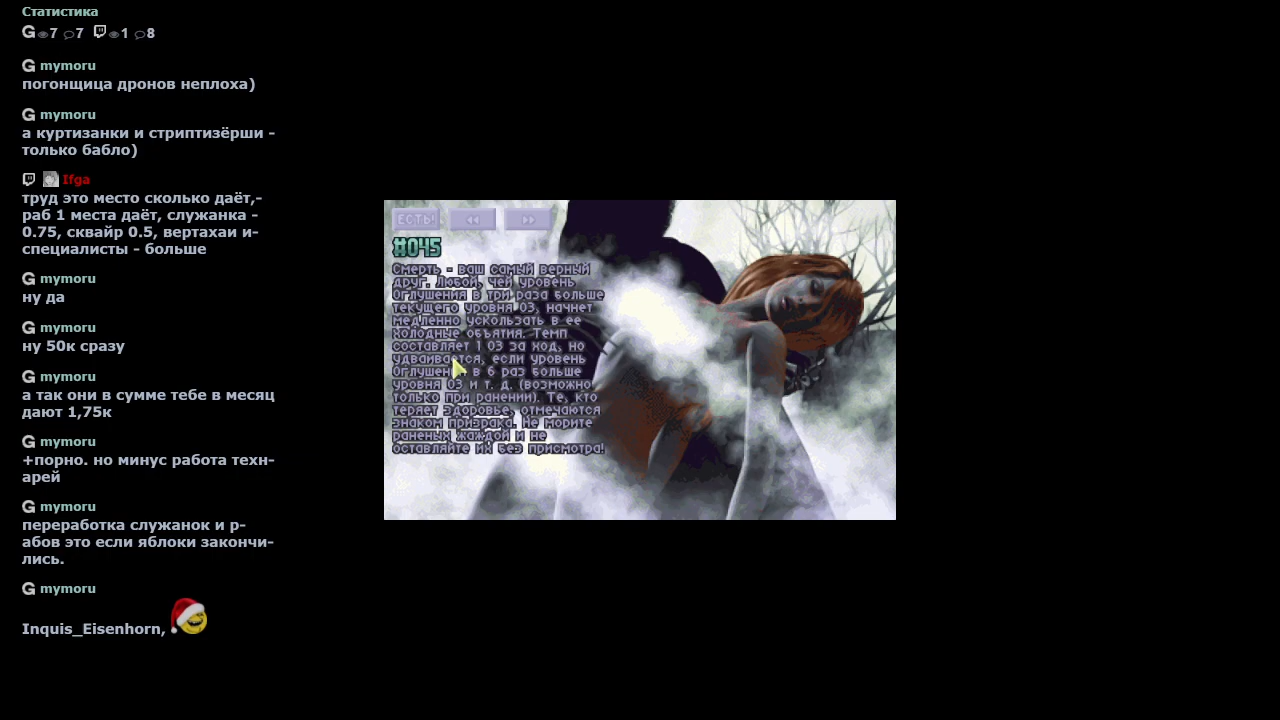 Статистика
7 7 1 8
mymoru
погонщица дронов неплоха)
mymoru
а куртизанки и стриптизёрши -
только бабло)
Ifga
труд это место сколько даёт,-
раб 1 места даёт, служанка -
0.75, сквайр 0.5, вертахаи и-
специалисты - больше
mymoru
ну да
mymoru
ну 50к сразу
mymoru
а так они в сумме тебе в месяц
дают 1,75к
mymoru
+порно. но минус работа техн-
арей
mymoru
переработка служанок и р-
абов это если яблоки закончи-
лись.
mymoru
Inquis_Eisenhorn,
ЕСТЬ!
#045
Смерть - ваш самый верный
друг. Любой, чей уровень
Оглушения в три раза больше
текущего уровня ОЗ, начнет
медленно ускользать в ее
холодные объятия. Темп
составляет 1 ОЗ за ход, но
удваивается, если уровень
Оглушения в 6 раз больше
уровня ОЗ и т. д. (возможно
только при ранении). Те, кто
теряет здоровье, отмечаются
знаком призрака. Не морите
раненых жаждой и не
оставляйте их без присмотра!